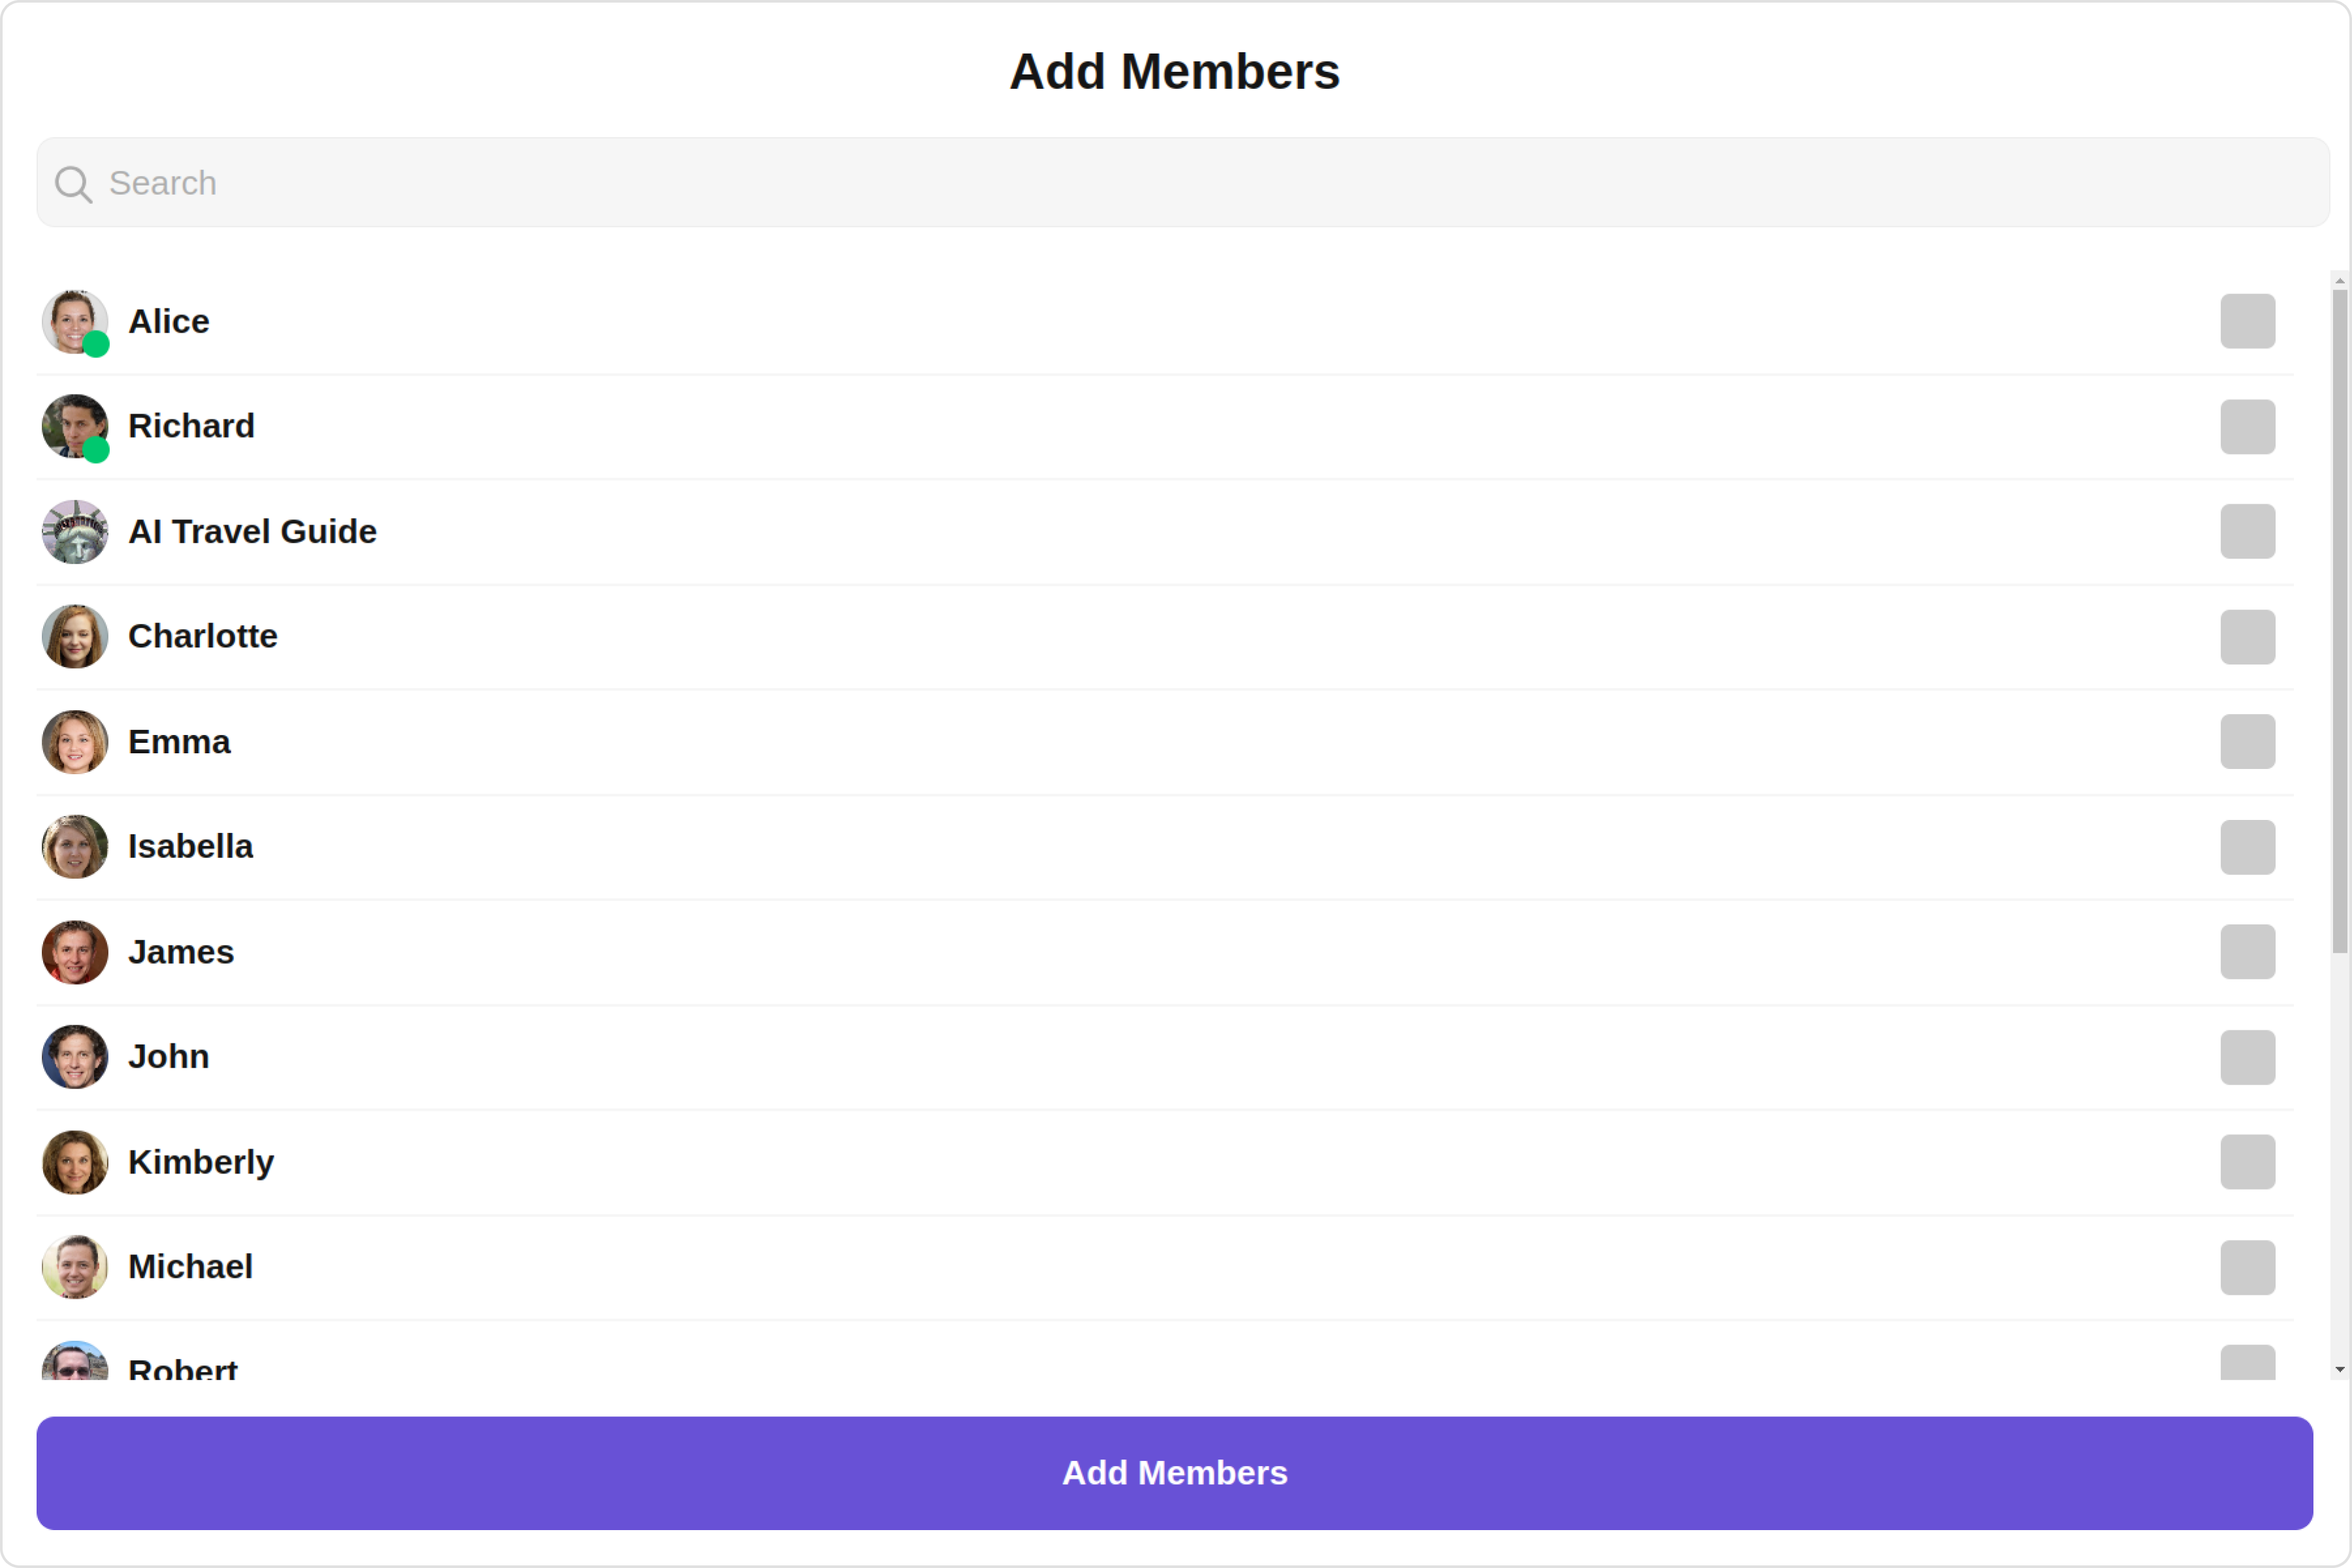 Add Members
Search
Alice
Richard
AI Travel Guide
Charlotte
Emma
Isabella
James
John
Kimberly
Michael
Robert
Add Members